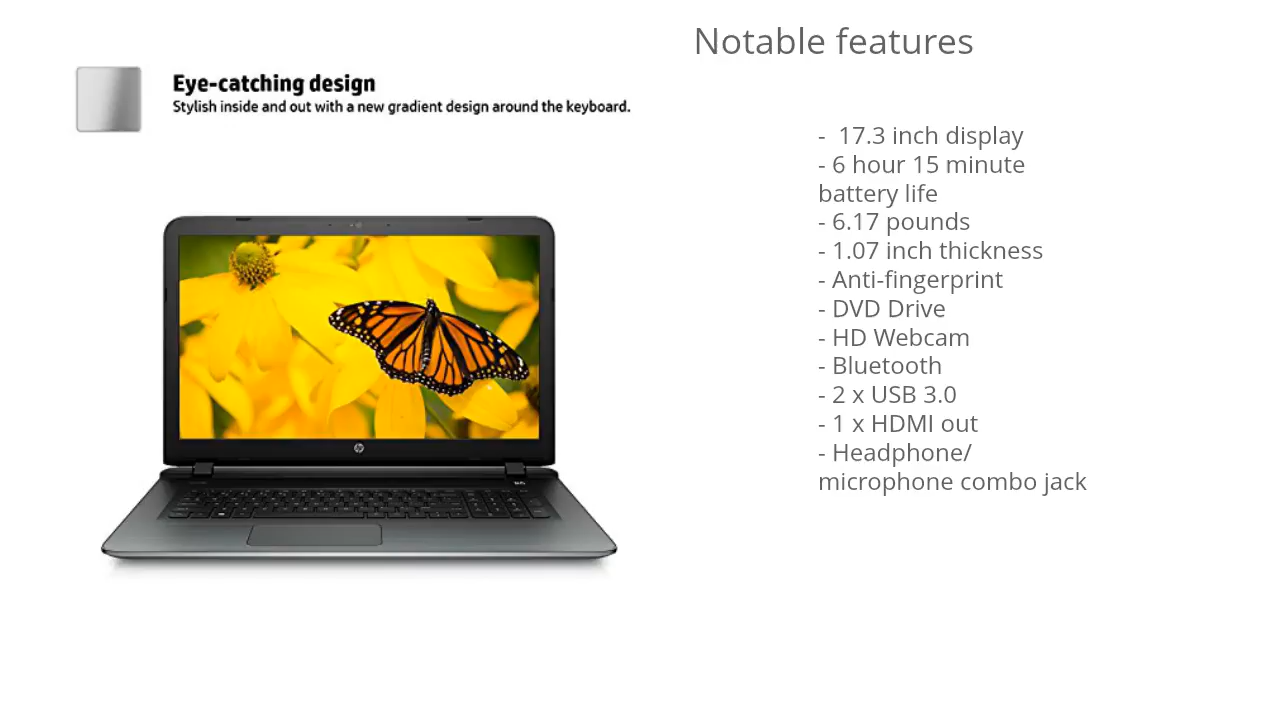 Notable features
Eye-catching design
Stylish inside and out with a new gradient design around the keyboard.
-  17.3 inch display
- 6 hour 15 minute
battery life
- 6.17 pounds
- 1.07 inch thickness
- Anti-fingerprint
- DVD Drive
- HD Webcam
- Bluetooth
- 2 x USB 3.0
- 1 x HDMI out
- Headphone/
microphone combo jack
hp